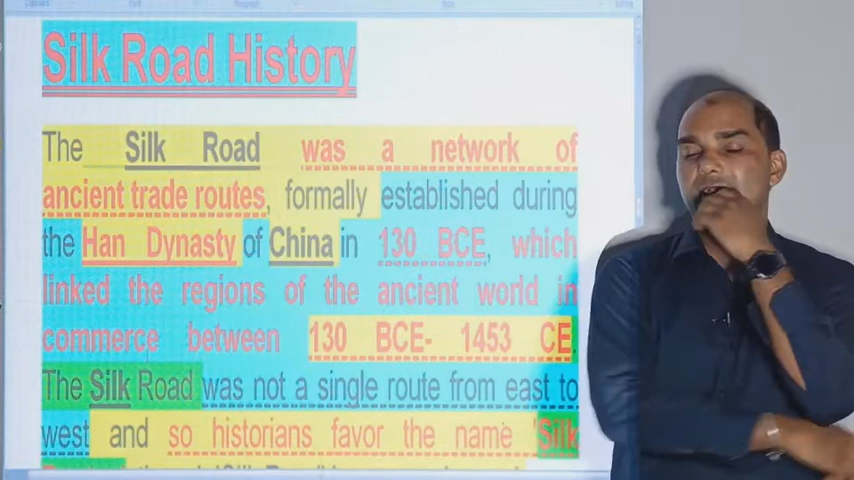 Silk Road History
The Silk Road was a network of
ancient trade routes, formally established during
the Han Dynasty of China in 130 BCE, which
linked the regions of the ancient world in
commerce between 130 BCE- 1453 CE.
The Silk Road was not a single route from east to
west and so historians favor the name 'Silk